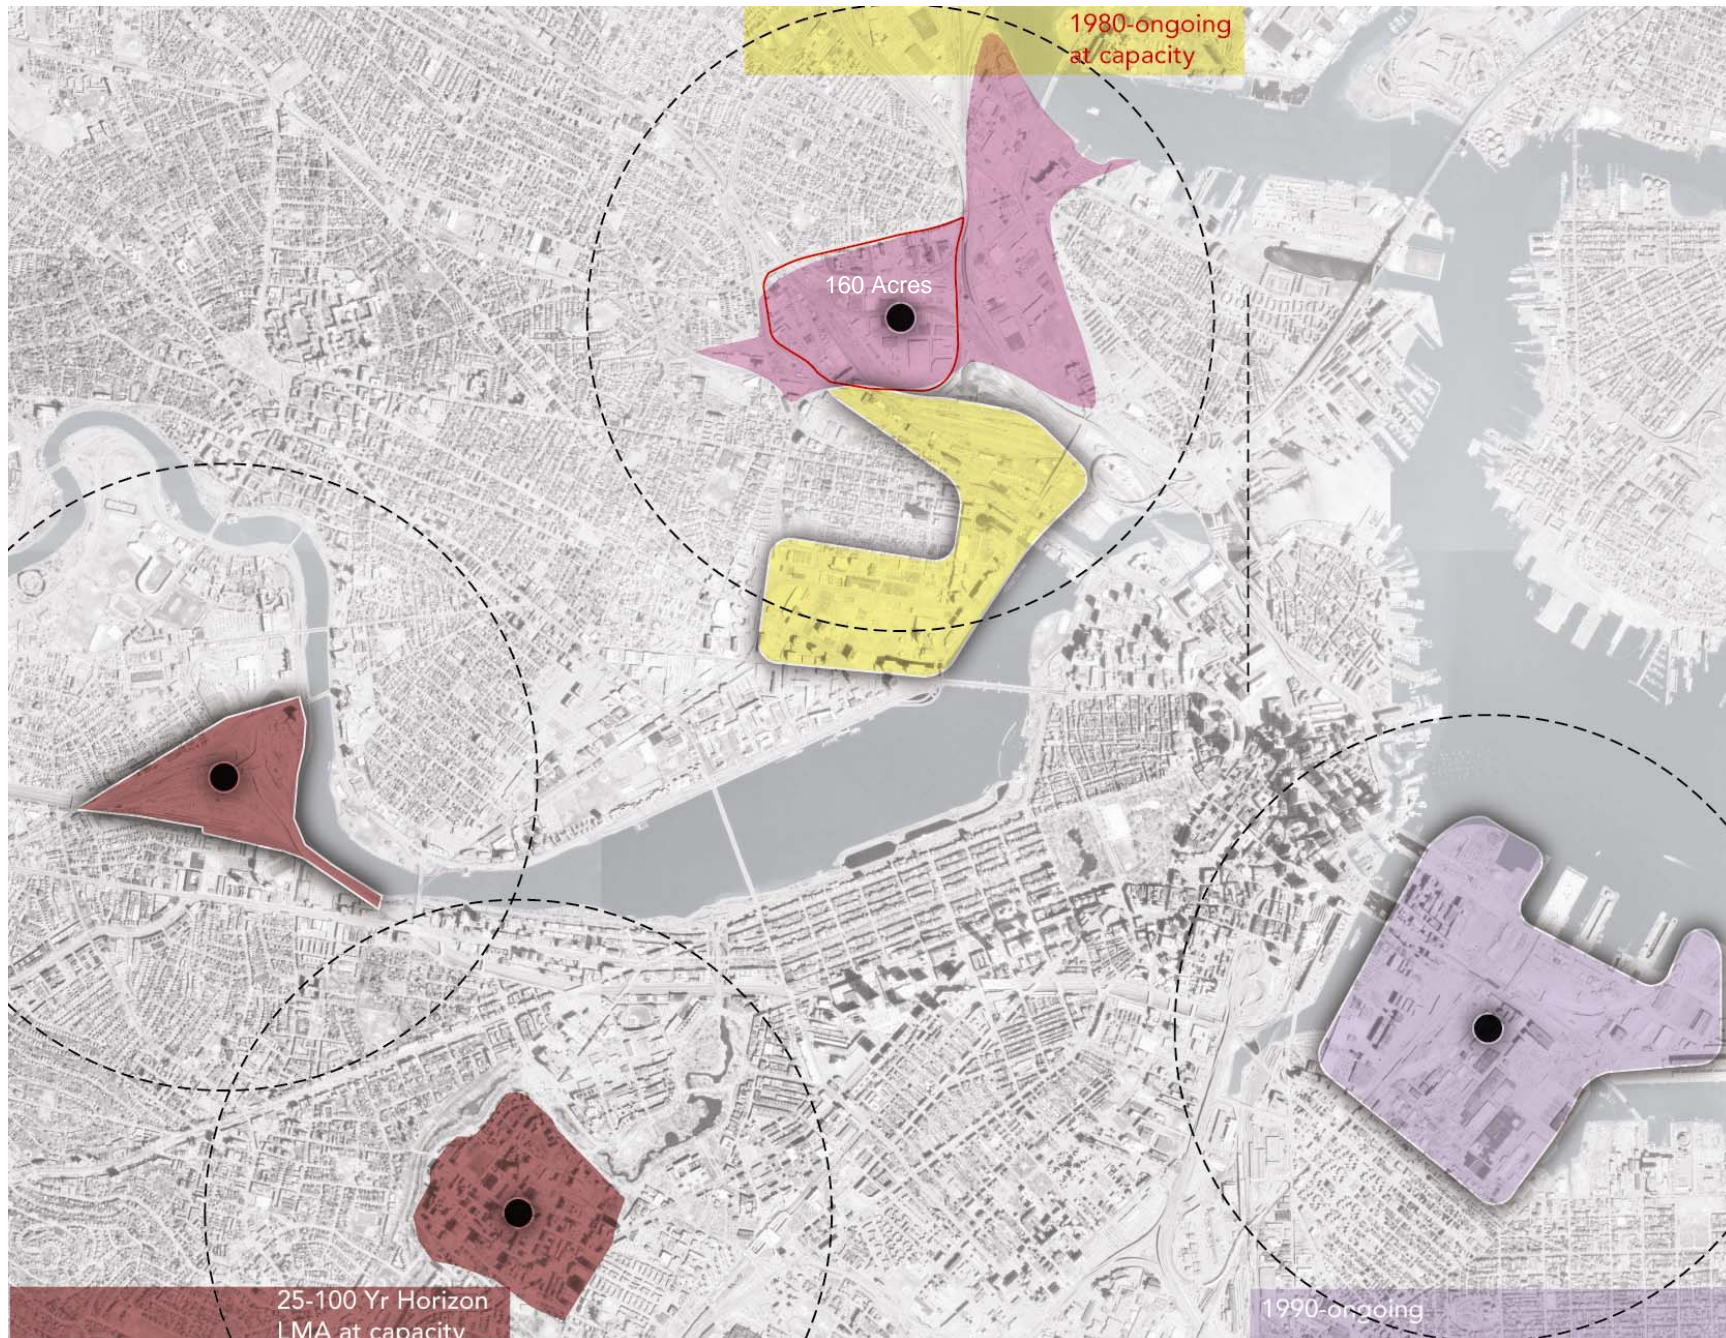 1980-ongoing
at capacity
160 Acres
25-100 Yr Horizon
LMA at capacity
1990-ongoing